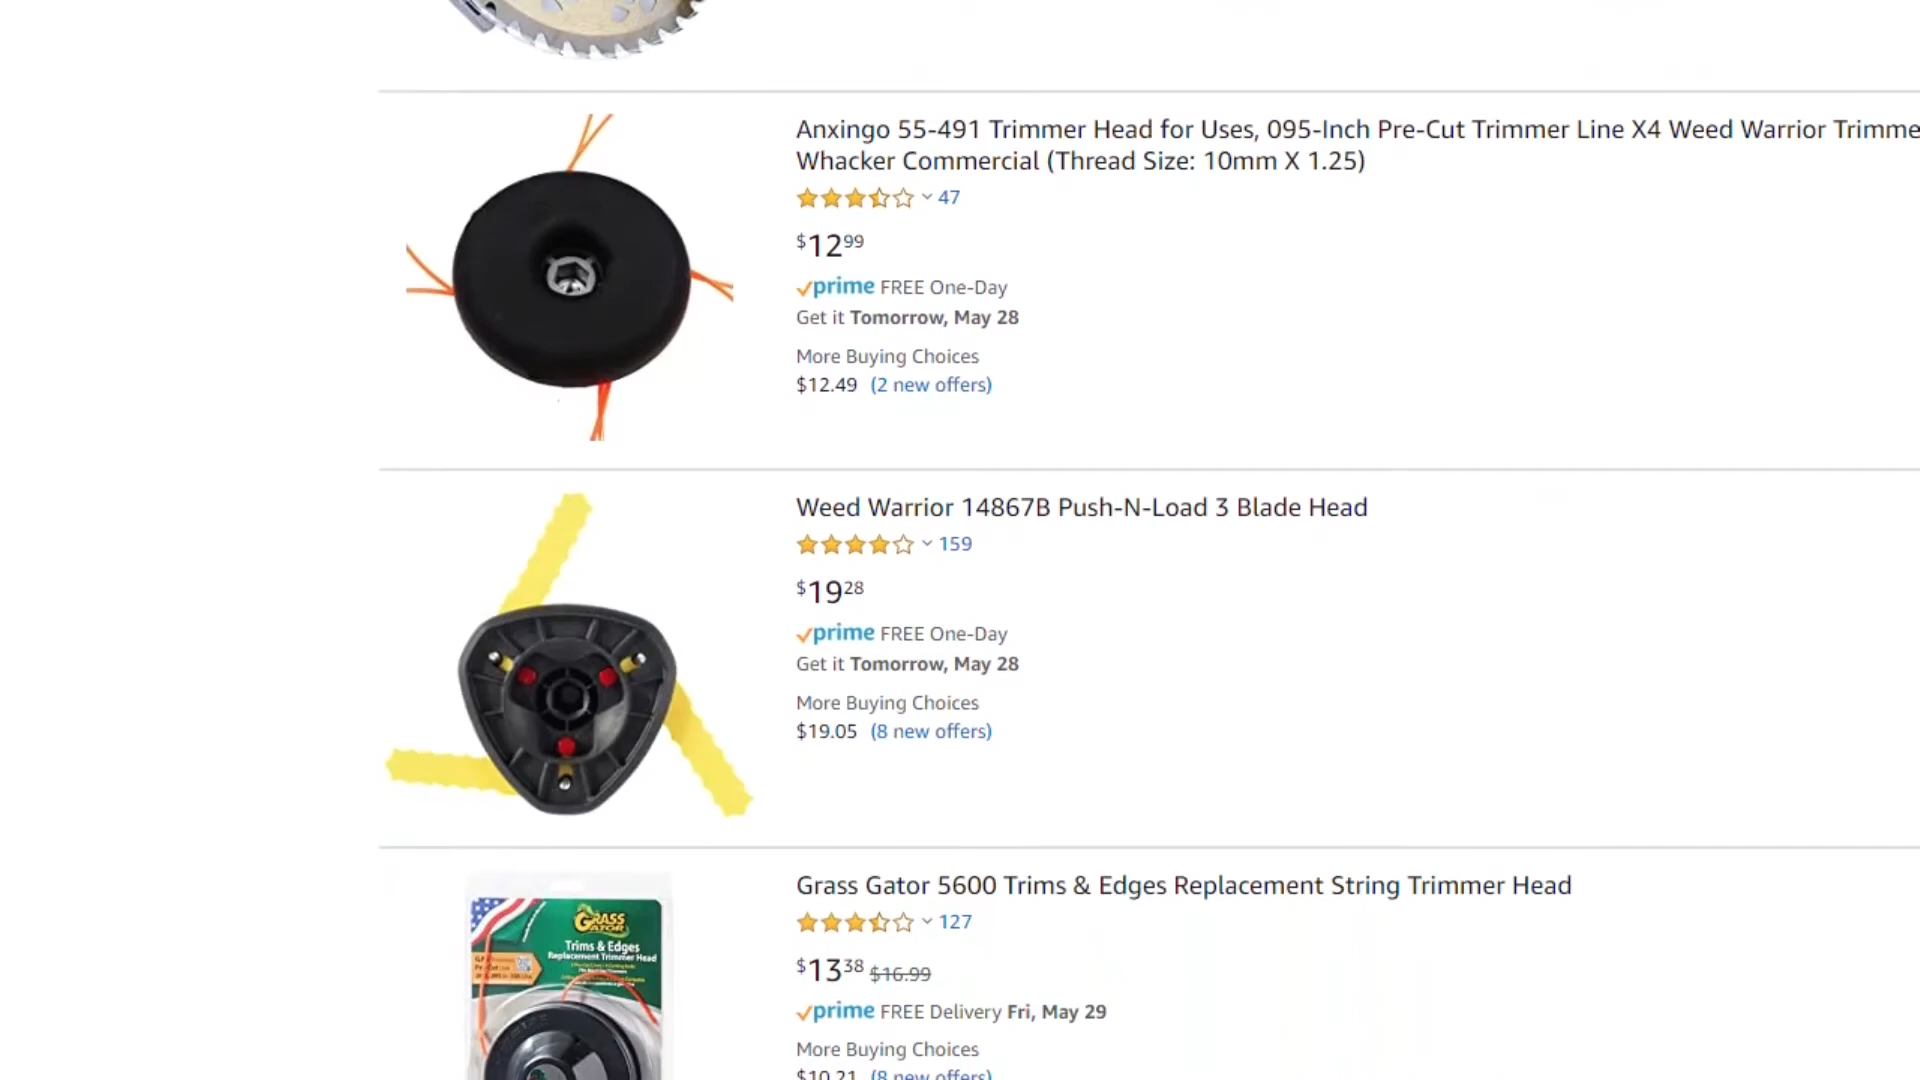 Anxingo 55-491 Trimmer Head for Uses, 095-Inch Pre-Cut Trimmer Line X4 Weed Warrior Trimme
Whacker Commercial (Thread Size: 10mm X 1.25)
47
$12 99
prime FREE One-Day
Get it Tomorrow, May 28
More Buying Choices
$12.49 (2 new offers)
Weed Warrior 14867B Push-N-Load 3 Blade Head
159
$19 28
prime FREE One-Day
Get it Tomorrow, May 28
More Buying Choices
$19.05 (8 new offers)
Grass Gator 5600 Trims & Edges Replacement String Trimmer Head
127
$13 38 $16.99
prime FREE Delivery Fri, May 29
More Buying Choices
$10.21 (8 new offers)
GRASS
GATOR
Trims & Edges
Replacement Trimmer Head